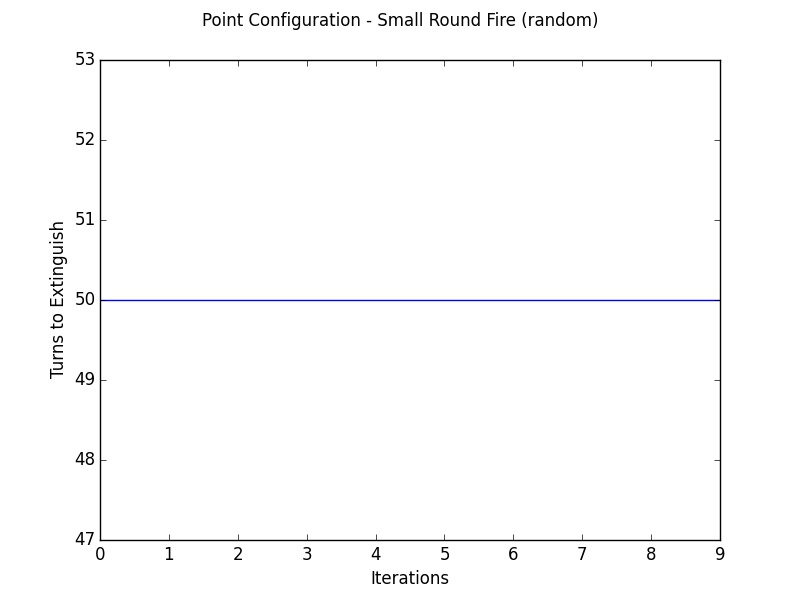 Point Configuration - Small Round Fire (random)
53
52
51
50
49
48
47
Turns to Extinguish
0 1 2 3 4 5 6 7 8 9
Iterations